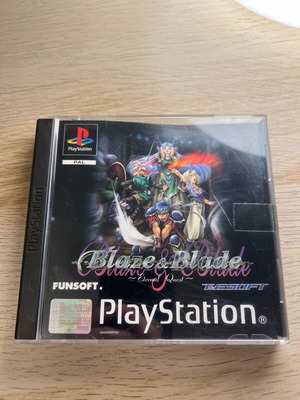 PlayStation
PAL
PlayStation
Blaze & Blade
~ Eternal Quest ~
FUNSOFT.
T&ESOFT
PlayStation®